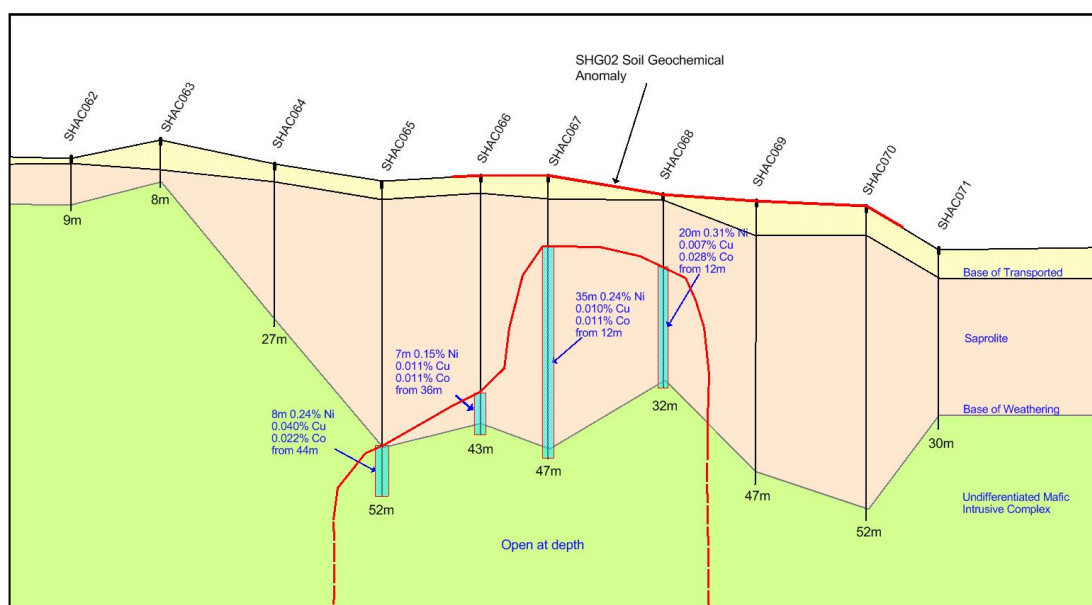 SHG02 Soil Geochemical
Anomaly
SHAC062
SHAC063
SHAC064
SHAC065
SHAC066
SHAC067
SHAC068
SHAC069
SHAC070
SHAC071
9m
8m
27m
8m 0.24% Ni
0.040% Cu
0.022% Co
from 44m
52m
7m 0.15% Ni
0.011% Cu
0.011% Co
from 36m
43m
35m 0.24% Ni
0.010% Cu
0.011% Co
from 12m
47m
20m 0.31% Ni
0.007% Cu
0.028% Co
from 12m
32m
47m
52m
30m
Base of Transported
Saprolite
Base of Weathering
Undifferentiated Mafic
Intrusive Complex
Open at depth